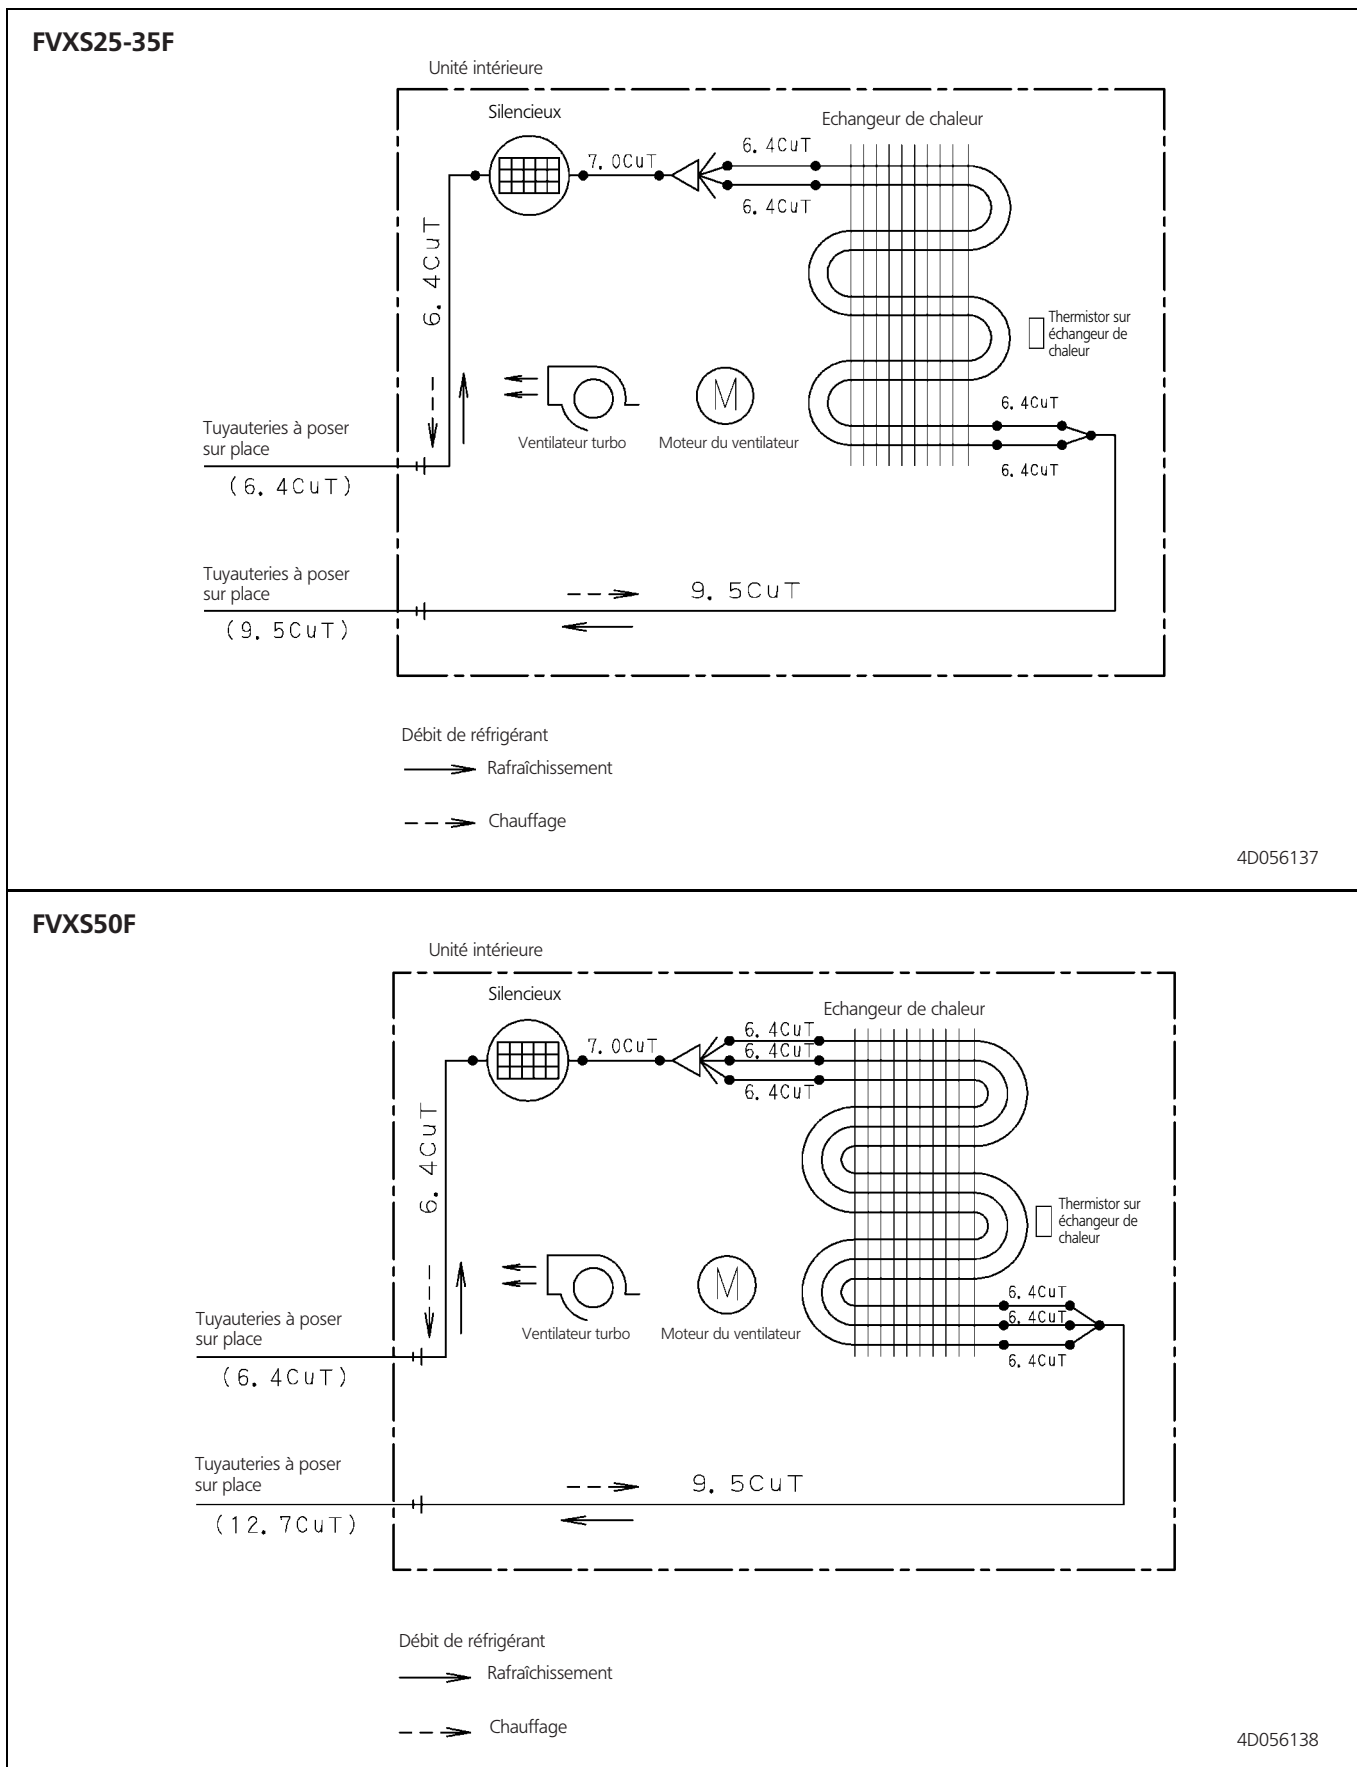 FVXS25-35F
Unité intérieure
Silencieux
Echangeur de chaleur
7. 0CuT
6. 4CuT
6. 4CuT
6. 4CuT
Thermistor sur
échangeur de
chaleur
M
6. 4CuT
6. 4CuT
Ventilateur turbo
Moteur du ventilateur
Tuyauteries à poser
sur place
(6. 4CuT)
Tuyauteries à poser
sur place
(9. 5CuT)
9. 5CuT
Débit de réfrigérant
Rafraîchissement
Chauffage
4D056137
FVXS50F
Unité intérieure
Silencieux
Echangeur de chaleur
7. 0CuT
6. 4CuT
6. 4CuT
6. 4CuT
6. 4CuT
Thermistor sur
échangeur de
chaleur
M
6. 4CuT
6. 4CuT
6. 4CuT
Ventilateur turbo
Moteur du ventilateur
Tuyauteries à poser
sur place
(6. 4CuT)
Tuyauteries à poser
sur place
(12. 7CuT)
9. 5CuT
Débit de réfrigérant
Rafraîchissement
Chauffage
4D056138